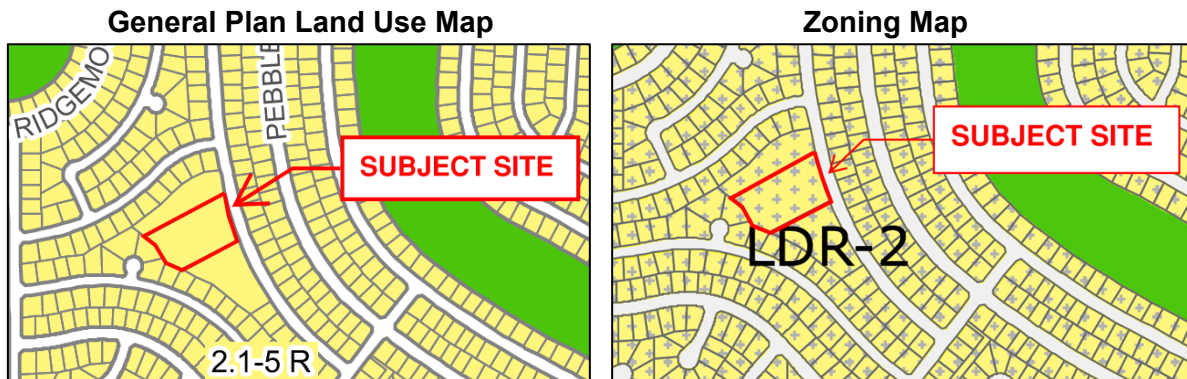 General Plan Land Use Map
Zoning Map
RIDGEMO
PEBBLE
SUBJECT SITE
2.1-5 R
SUBJECT SITE
LDR-2